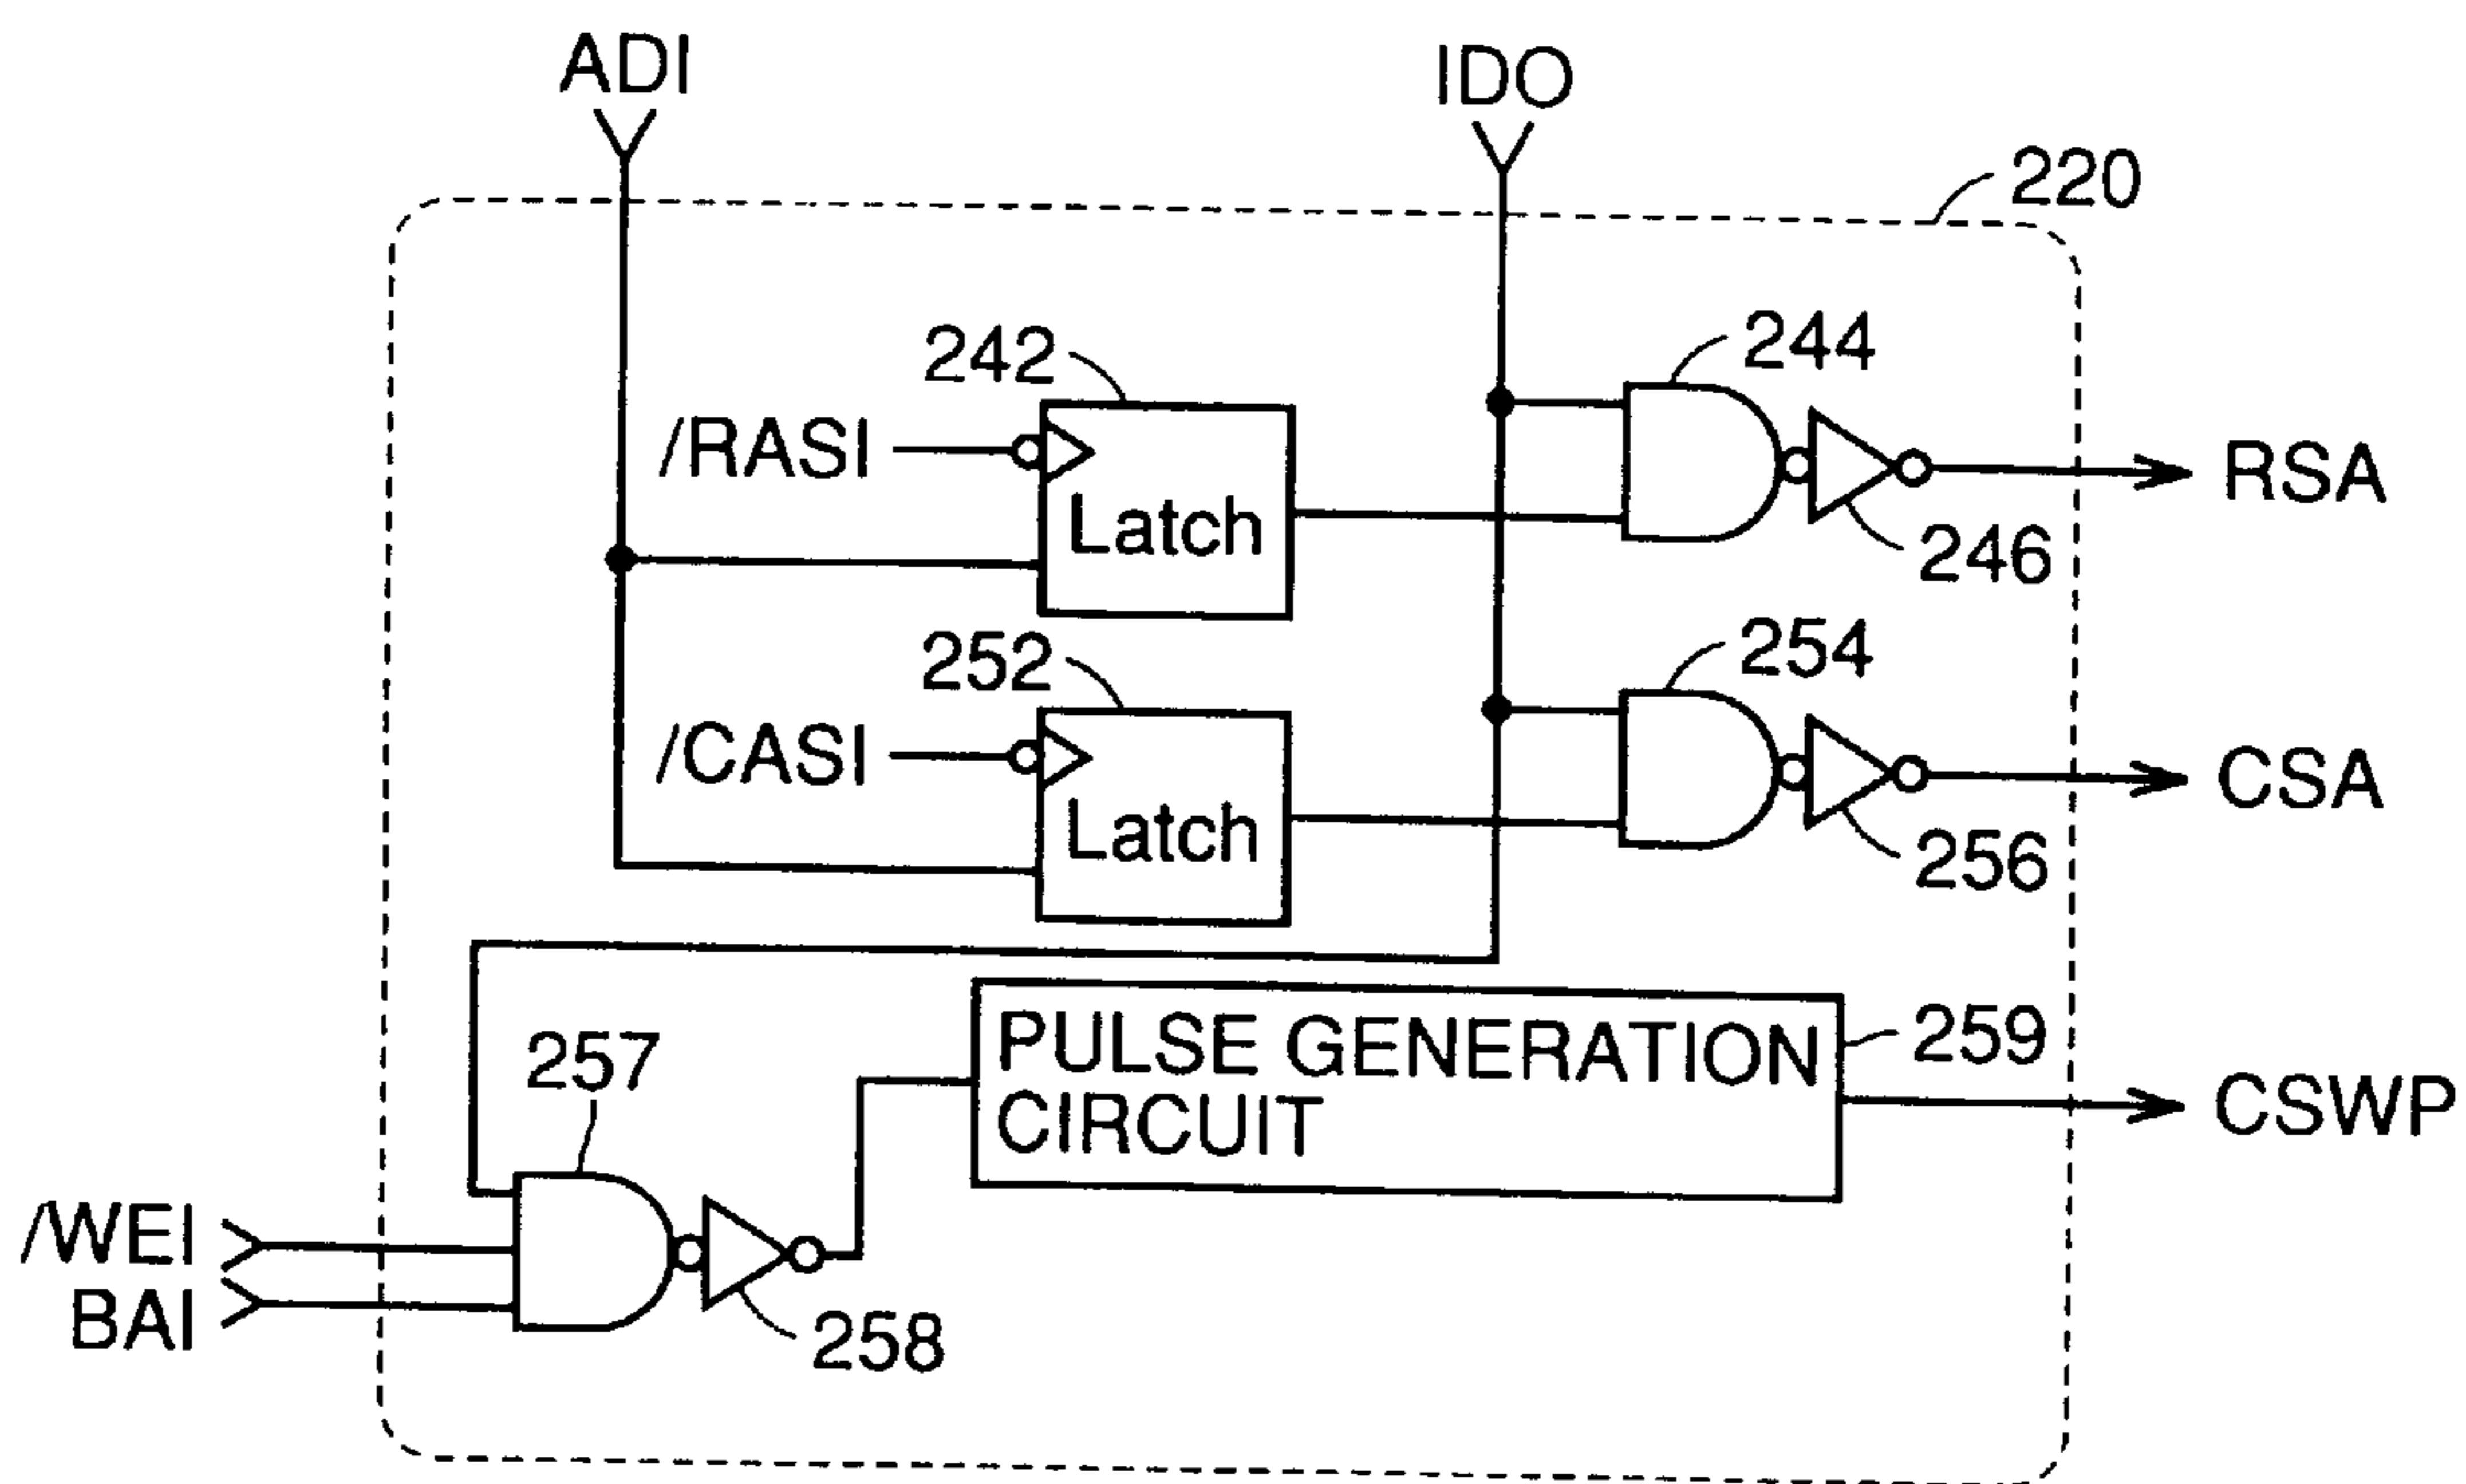 ADI
IDO
220
242
244
/RASI
RSA
Latch
246
252
254
/CASI
CSA
Latch
256
PULSE GENERATION
CIRCUIT
259
257
CSWP
/WEI
BAI
258